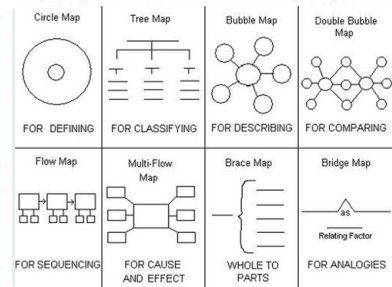 Circle Map
FOR DEFINING
Tree Map
FOR CLASSIFYING
Bubble Map
FOR DESCRIBING
Double Bubble
Map
FOR COMPARING
Flow Map
FOR SEQUENCING
Multi-Flow
Map
FOR CAUSE
AND EFFECT
Brace Map
WHOLE TO
PARTS
Bridge Map
as
Relating Factor
FOR ANALOGIES